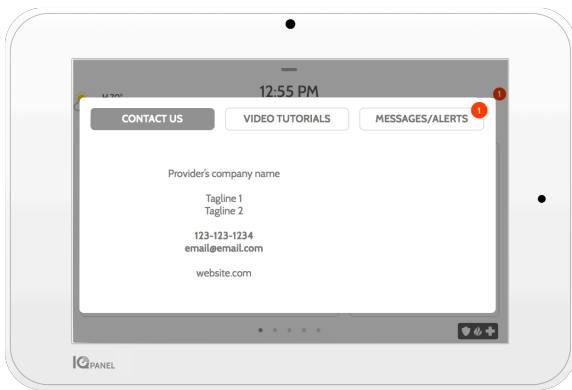 12:55 PM
1
1
CONTACT US
VIDEO TUTORIALS
MESSAGES/ALERTS
Provider's company name
Tagline 1
Tagline 2
123-123-1234
email@email.com
website.com
IQ PANEL